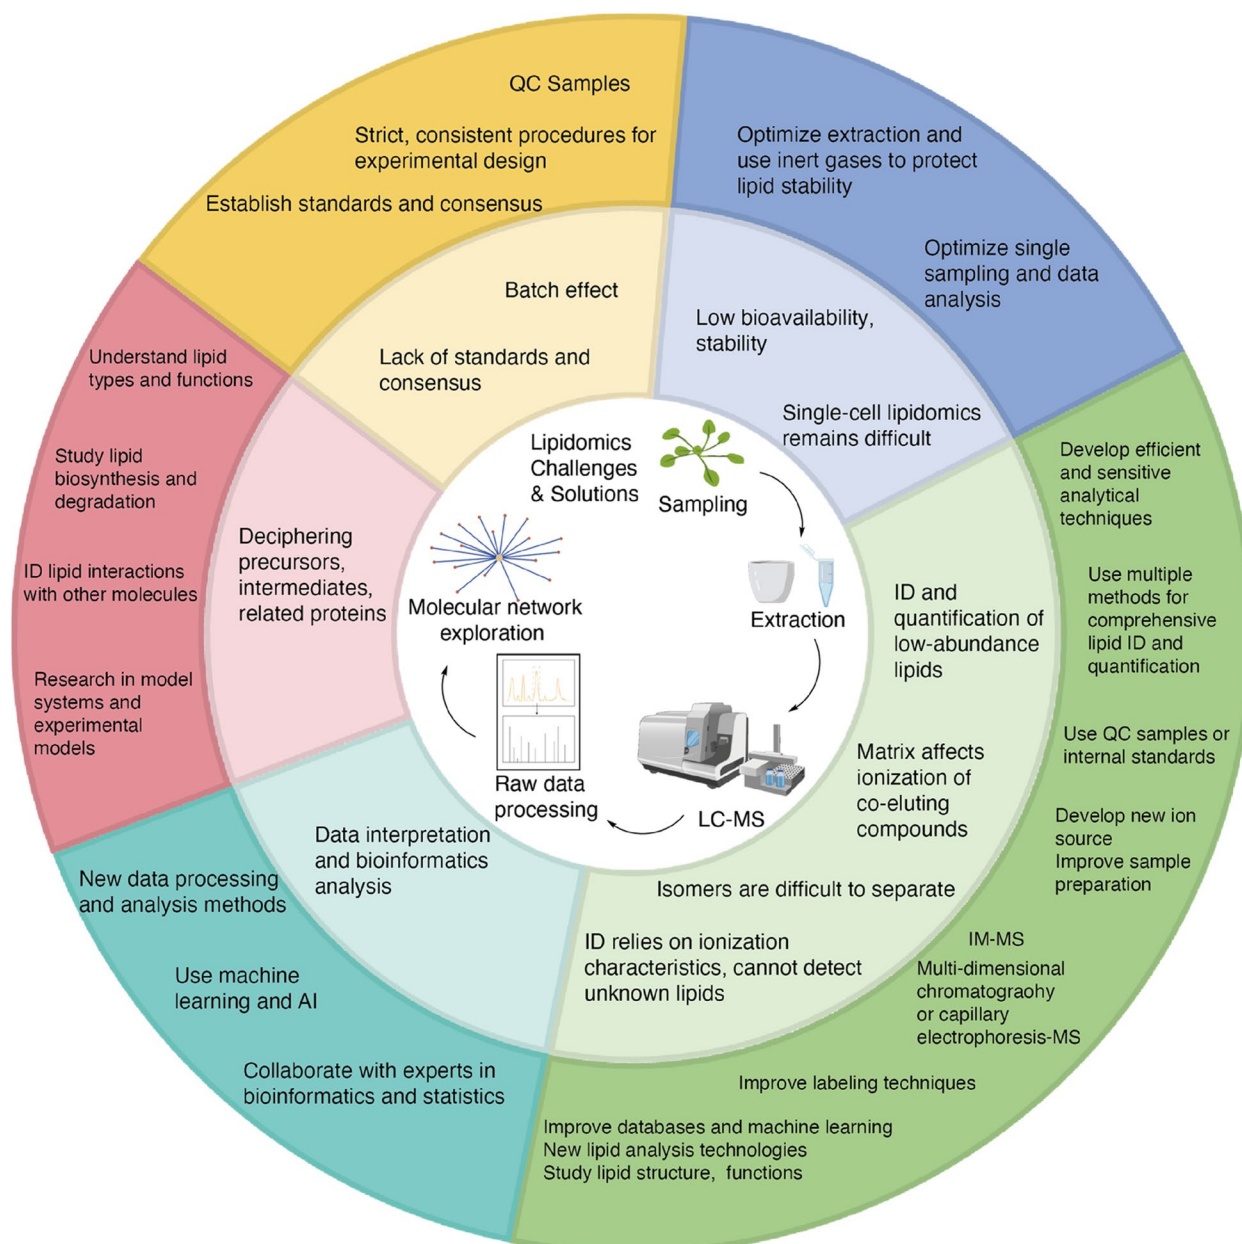 QC Samples
Strict, consistent procedures for
experimental design
Establish standards and consensus
Optimize extraction and
use inert gases to protect
lipid stability
Optimize single
sampling and data
analysis
Batch effect
Lack of standards and
consensus
Low bioavailability,
stability
Single-cell lipidomics
remains difficult
Understand lipid
types and functions
Study lipid
biosynthesis and
degradation
ID lipid interactions
with other molecules
Research in model
systems and
experimental
models
Deciphering
precursors,
intermediates,
related proteins
Lipidomics
Challenges
& Solutions
Sampling
Extraction
LC-MS
Raw data
processing
Molecular network
exploration
ID and
quantification of
low-abundance
lipids
Matrix affects
ionization of
co-eluting
compounds
Isomers are difficult to separate
ID relies on ionization
characteristics, cannot detect
unknown lipids
Develop efficient
and sensitive
analytical
techniques
Use multiple
methods for
comprehensive
lipid ID and
quantification
Use QC samples or
internal standards
Develop new ion
source
Improve sample
preparation
IM-MS
Multi-dimensional
chromatograohy
or capillary
electrophoresis-MS
Improve labeling techniques
Improve databases and machine learning
New lipid analysis technologies
Study lipid structure, functions
Data interpretation
and bioinformatics
analysis
New data processing
and analysis methods
Use machine
learning and AI
Collaborate with experts in
bioinformatics and statistics